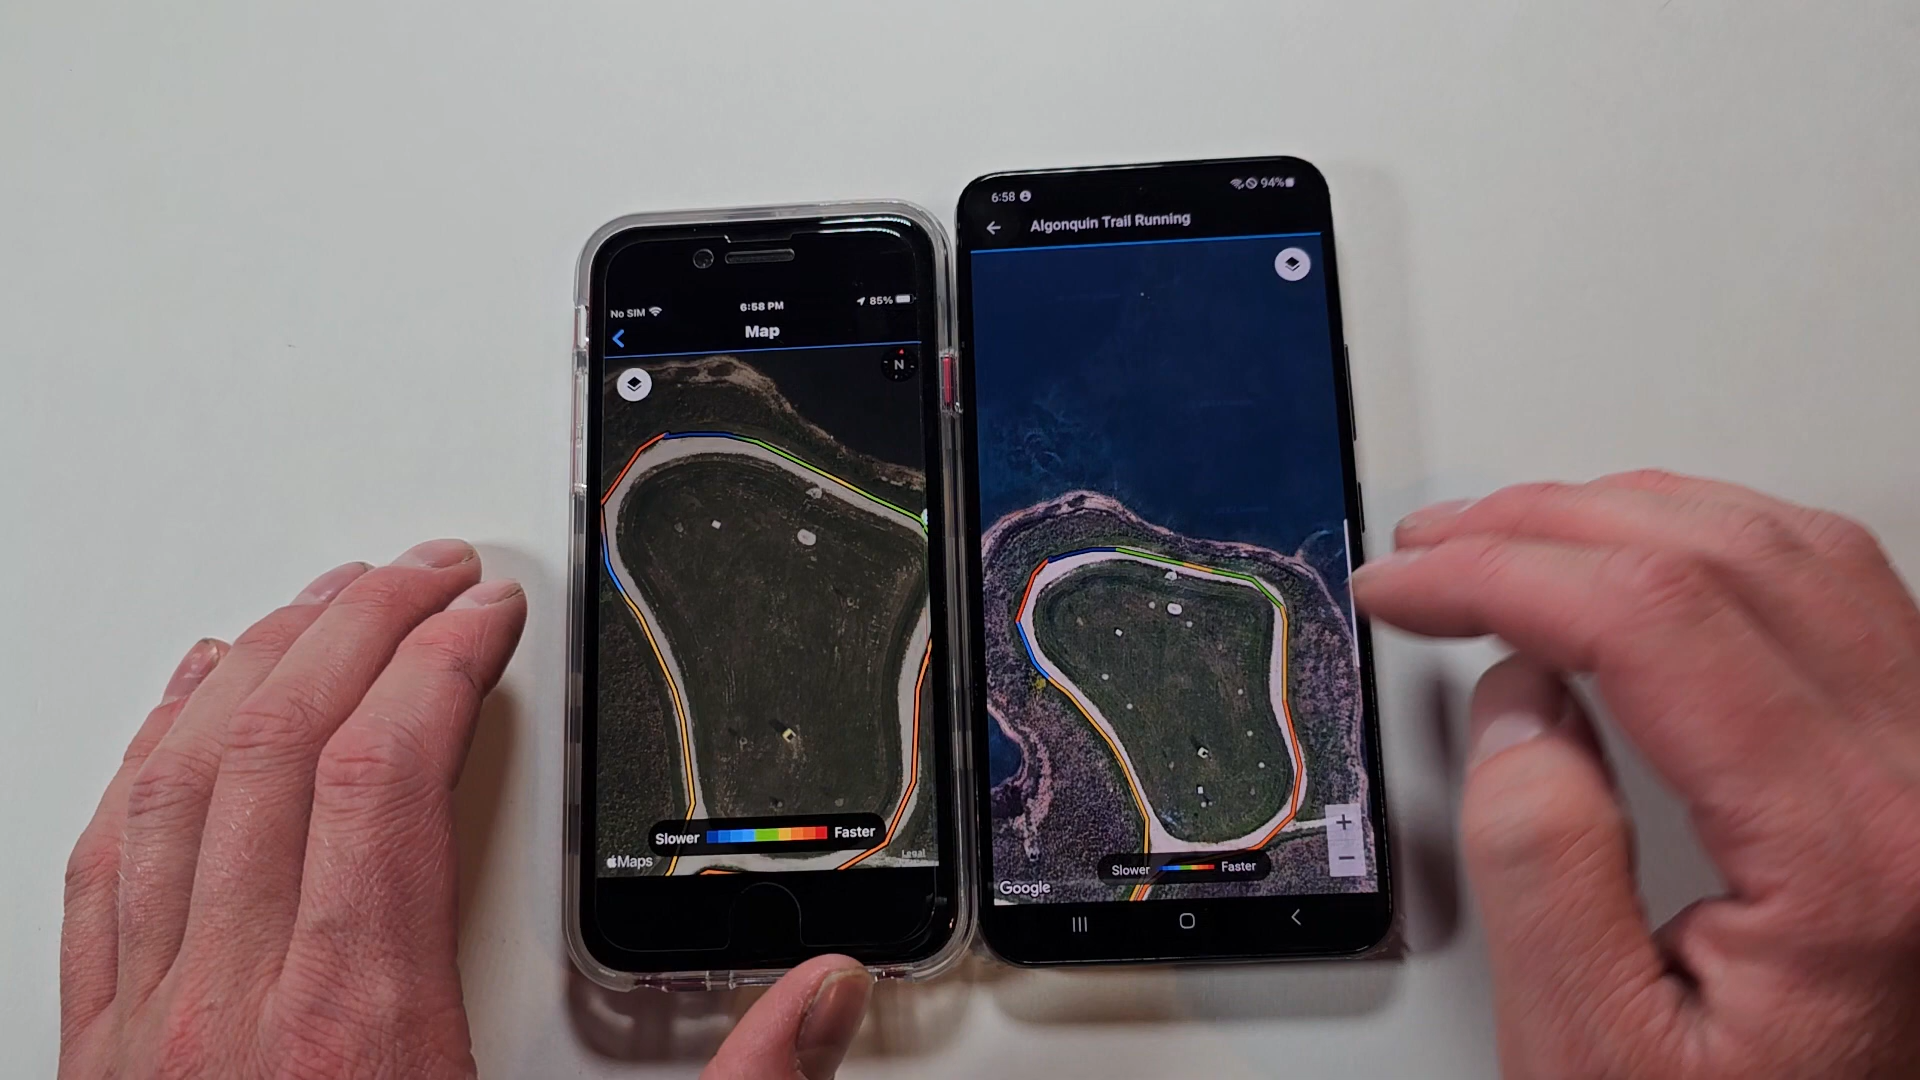 No SIM
6:58 PM
85%
Map
N
Slower
Faster
Maps
Legal
6:58
94%
Algonquin Trail Running
+
−
Slower
Faster
Google